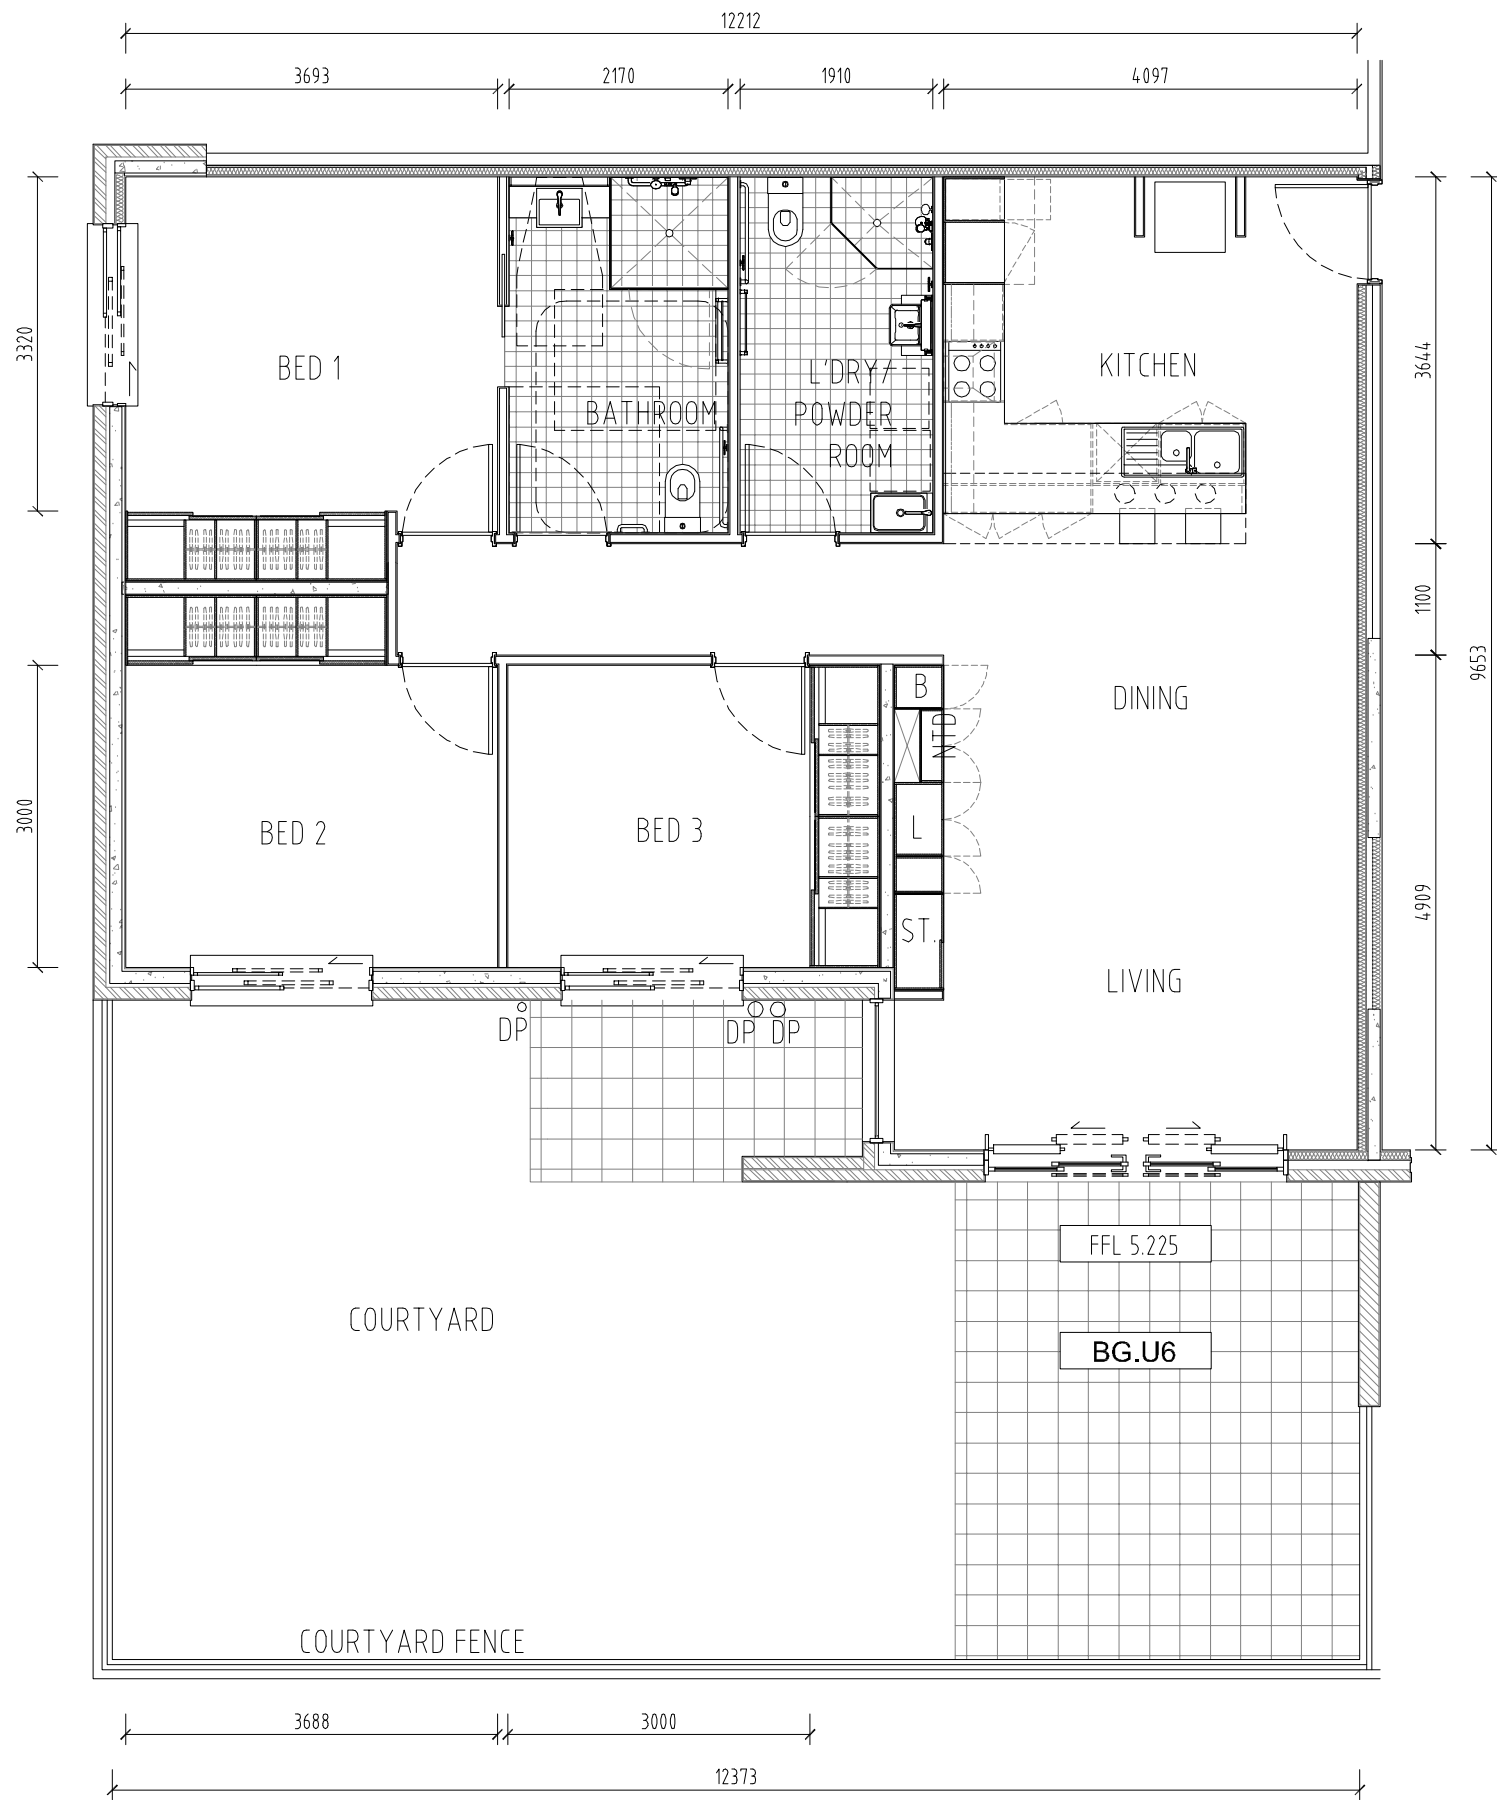 12212
3693
2170
1910
4097
3320
BED 1
BATHROOM
L'DRY/
POWDER
ROOM
KITCHEN
3644
1100
9653
B
NTD
DINING
3000
BED 2
BED 3
L
ST.
4909
LIVING
DP
DP
DP
FFL 5.225
COURTYARD
BG.U6
COURTYARD FENCE
3688
3000
12373